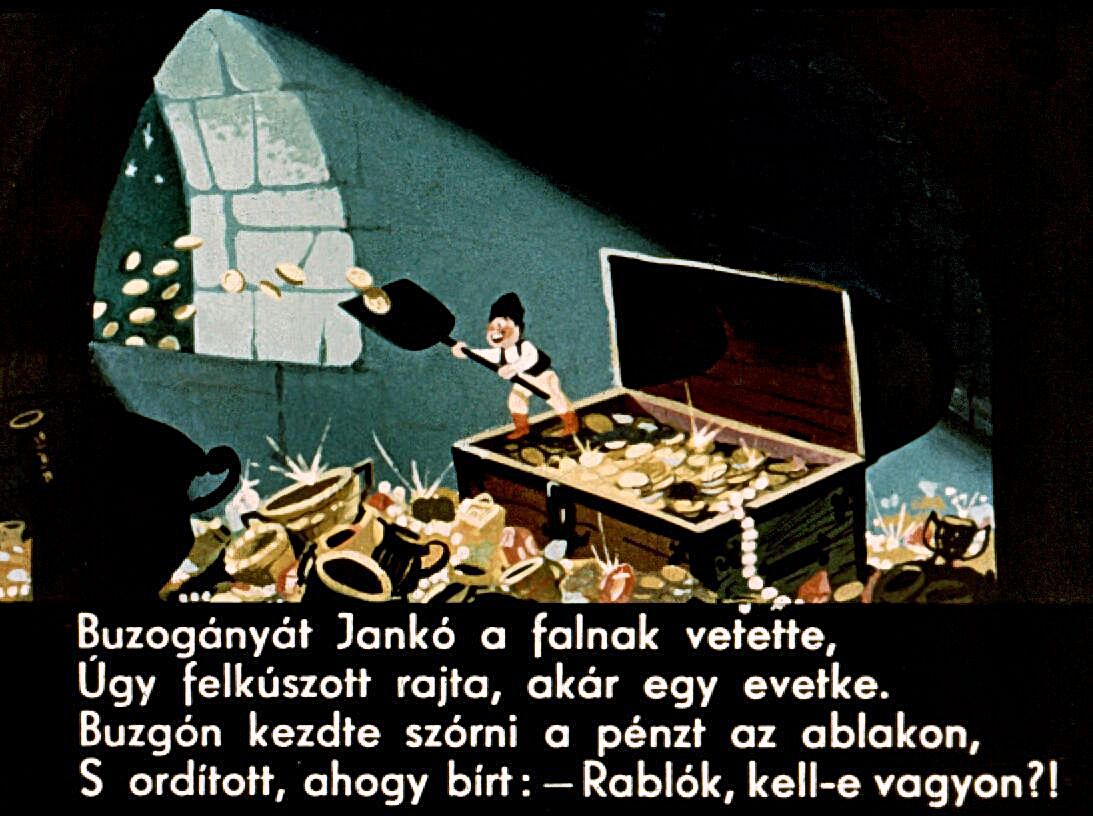 Buzogányát Jankó a falnak vetette,
Úgy felkúszott rajta, akár egy evetke.
Buzgón kezdte szórni a pénzt az ablakon,
S ordított, ahogy bírt: — Rablók, kell-e vagyon?!